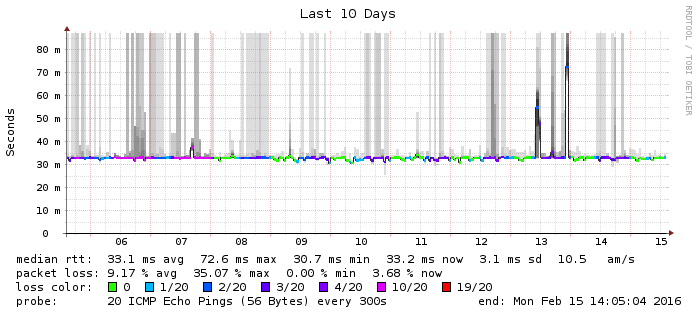 Last 10 Days
RRDTOOL / TOBI OETIKER
Seconds
80 m
70 m
60 m
50 m
40 m
30 m
20 m
10 m
0
06 07 08 09 10 11 12 13 14 15
median rtt: 33.1 ms avg 72.6 ms max 30.7 ms min 33.2 ms now 3.1 ms sd 10.5 am/s
packet loss: 9.17 % avg 35.07 % max 0.00 % min 3.68 % now
loss color: 0 1/20 2/20 3/20 4/20 10/20 19/20
probe: 20 ICMP Echo Pings (56 Bytes) every 300s end: Mon Feb 15 14:05:04 2016